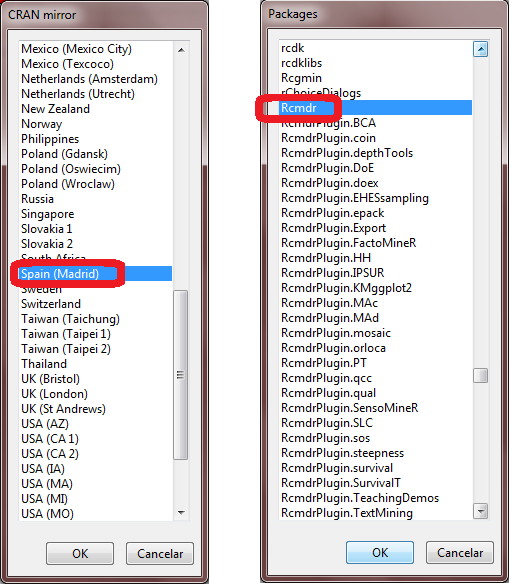 CRAN mirror
Mexico (Mexico City)
Mexico (Texcoco)
Netherlands (Amsterdam)
Netherlands (Utrecht)
New Zealand
Norway
Philippines
Poland (Gdansk)
Poland (Oswiecim)
Poland (Wroclaw)
Russia
Singapore
Slovakia 1
Slovakia 2
South Africa
Spain (Madrid)
Sweden
Switzerland
Taiwan (Taichung)
Taiwan (Taipei 1)
Taiwan (Taipei 2)
Thailand
UK (Bristol)
UK (London)
UK (St Andrews)
USA (AZ)
USA (CA 1)
USA (CA 2)
USA (IA)
USA (MA)
USA (MI)
USA (MO)
OK
Cancelar
Packages
rcdk
rcdklibs
Rcgmin
rChoiceDialogs
Rcmdr
RcmdrPlugin.BCA
RcmdrPlugin.coin
RcmdrPlugin.depthTools
RcmdrPlugin.DoE
RcmdrPlugin.doex
RcmdrPlugin.EHESsampling
RcmdrPlugin.epack
RcmdrPlugin.Export
RcmdrPlugin.FactoMineR
RcmdrPlugin.HH
RcmdrPlugin.IPSUR
RcmdrPlugin.KMggplot2
RcmdrPlugin.MAc
RcmdrPlugin.MAd
RcmdrPlugin.mosaic
RcmdrPlugin.orloca
RcmdrPlugin.PT
RcmdrPlugin.qcc
RcmdrPlugin.qual
RcmdrPlugin.SensoMineR
RcmdrPlugin.SLC
RcmdrPlugin.sos
RcmdrPlugin.steepness
RcmdrPlugin.survival
RcmdrPlugin.SurvivalT
RcmdrPlugin.TeachingDemos
RcmdrPlugin.TextMining
OK
Cancelar